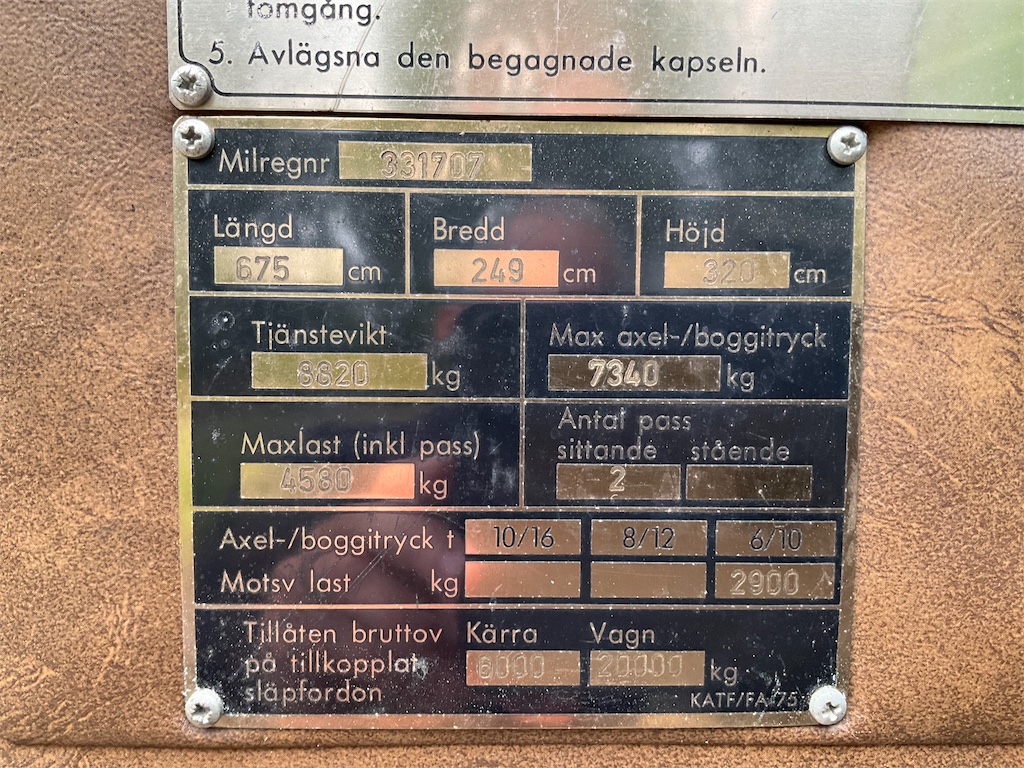 tomgång.
5. Avlägsna den begagnade kapseln.
Milregnr 331707
Längd Bredd Höjd
675 cm 249 cm 320 cm
Tjänstevikt Max axel-/boggitryck
8820 kg 7340 kg
Maxlast (inkl pass) Antal pass
sittande stående
4580 kg 2
Axel-/boggitryck t 10/16 8/12 6/10
Motsv last kg 2900
Tillåten bruttov Kärra Vagn
på tillkopplat 6000 20000 kg
släpfordon KATF/FA-75